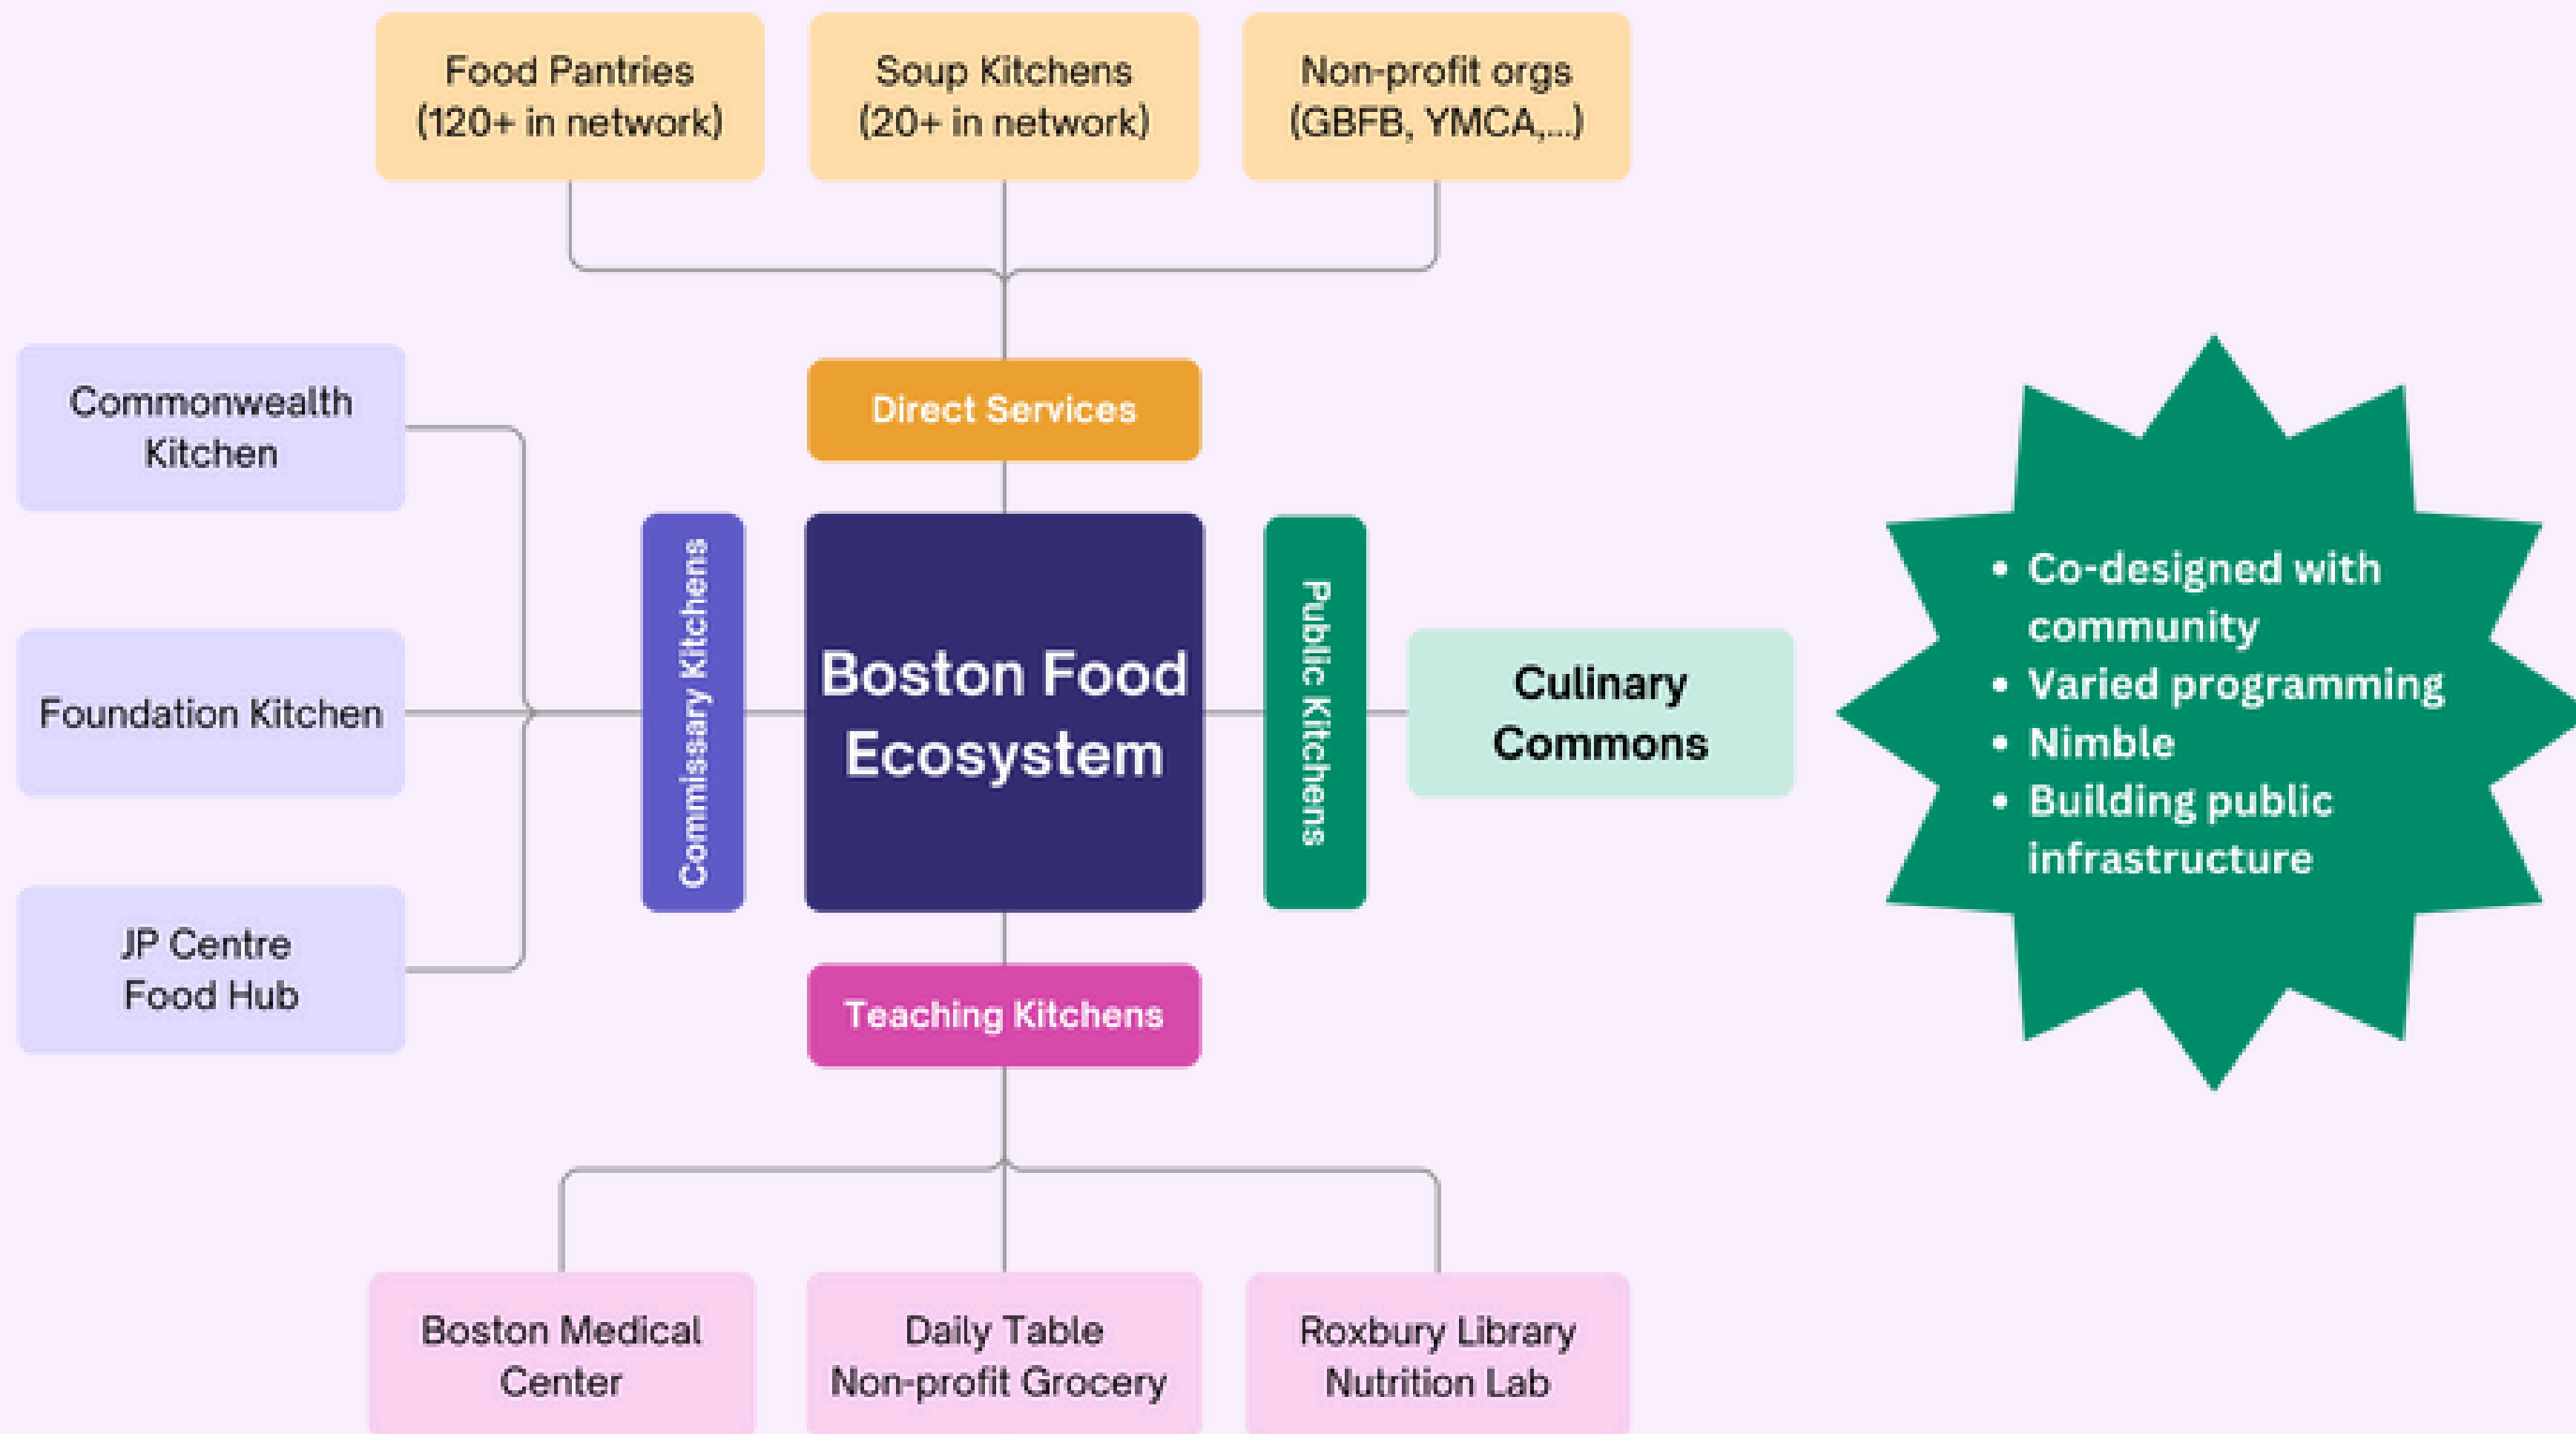 Food Pantries
(120+ in network)
Soup Kitchens
(20+ in network)
Non-profit orgs
(GBFB, YMCA,...)
Direct Services
Commonwealth
Kitchen
Foundation Kitchen
JP Centre
Food Hub
Commissary Kitchens
Boston Food
Ecosystem
Public Kitchens
Culinary
Commons
• Co-designed with
community
• Varied programming
• Nimble
• Building public
infrastructure
Teaching Kitchens
Boston Medical
Center
Daily Table
Non-profit Grocery
Roxbury Library
Nutrition Lab